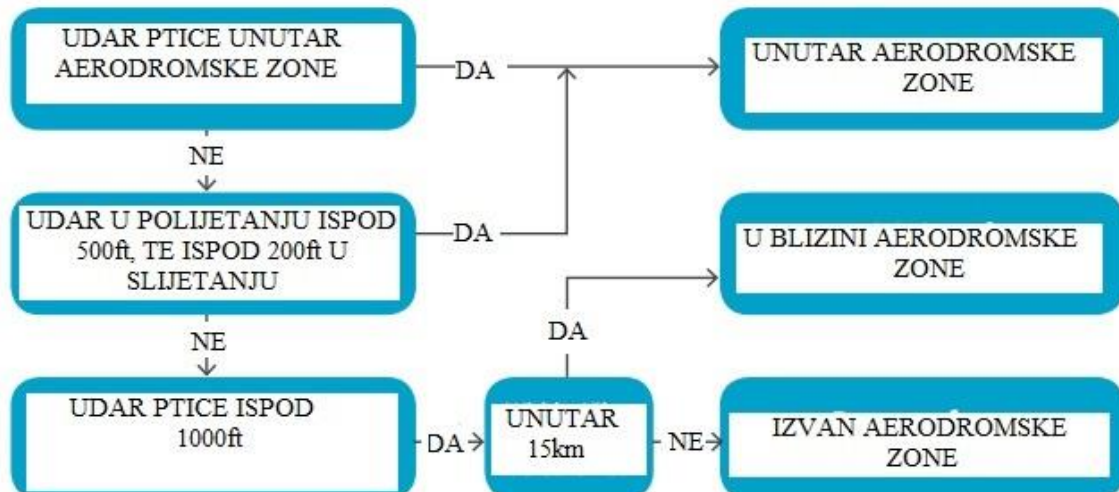 UDAR PTICE UNUTAR
AERODROMSKE ZONE
DA
UNUTAR AERODROMSKE
ZONE
NE
UDAR U POLIJETANJU ISPOD
500ft, TE ISPOD 200ft U
SLIJETANJU
DA
U BLIZINI AERODROMSKE
ZONE
NE
DA
UDAR PTICE ISPOD
1000ft
DA
UNUTAR
15km
NE
IZVAN AERODROMSKE
ZONE